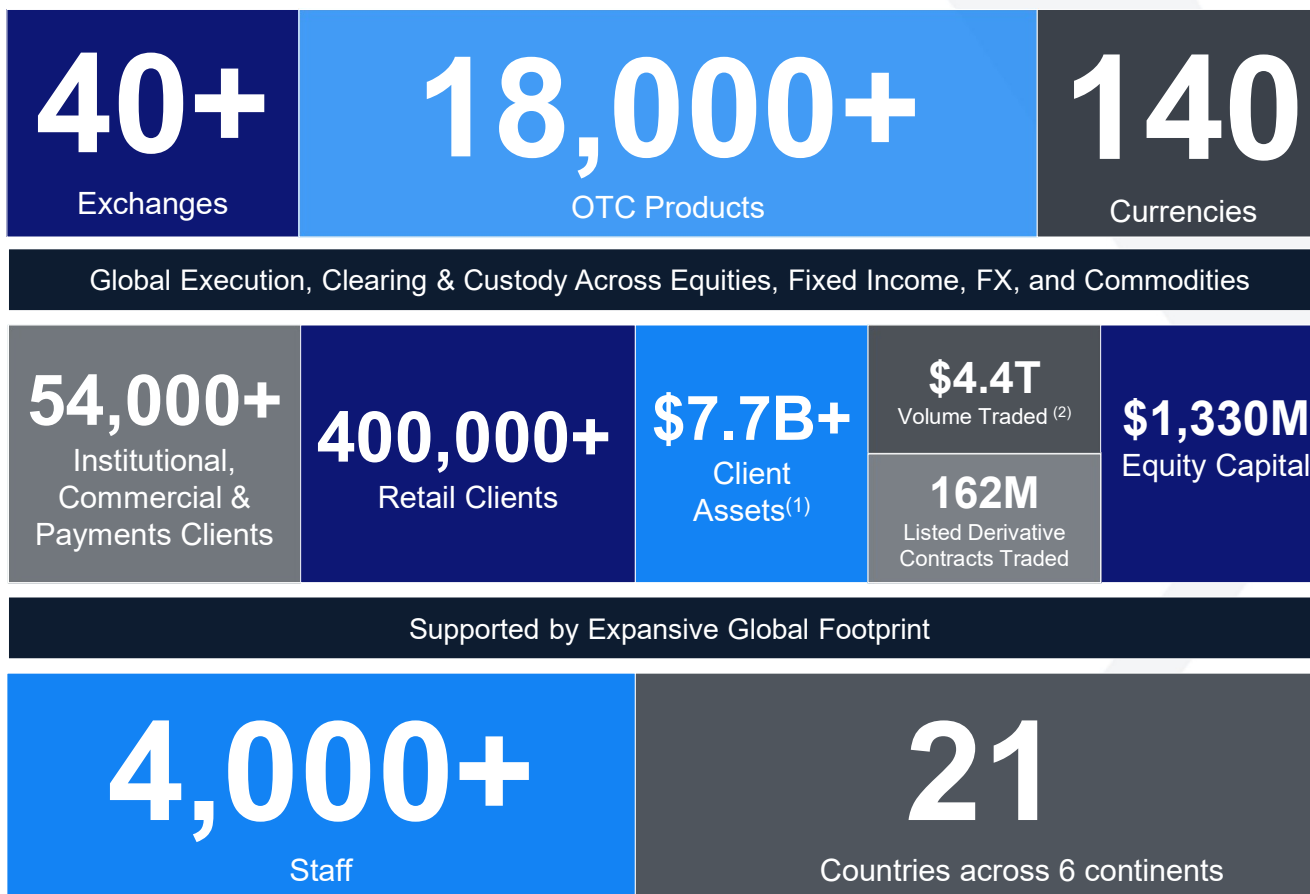 40+
Exchanges
18,000+
OTC Products
140
Currencies
Global Execution, Clearing & Custody Across Equities, Fixed Income, FX, and Commodities
54,000+
Institutional,
Commercial &
Payments Clients
400,000+
Retail Clients
$7.7B+
Client
Assets(1)
$4.4T
Volume Traded (2)
162M
Listed Derivative
Contracts Traded
$1,330M
Equity Capital
Supported by Expansive Global Footprint
4,000+
Staff
21
Countries across 6 continents